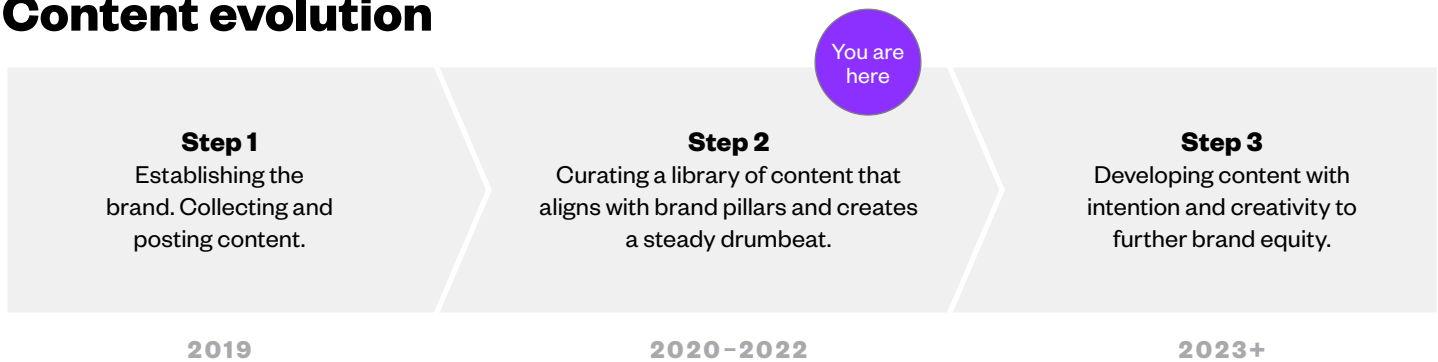 Content evolution
You are
here
Step 1
Establishing the
brand. Collecting and
posting content.
Step 2
Curating a library of content that
aligns with brand pillars and creates
a steady drumbeat.
Step 3
Developing content with
intention and creativity to
further brand equity.
2019
2020–2022
2023+